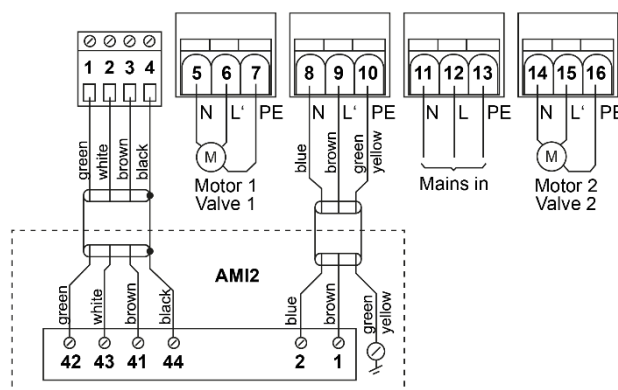 1 2 3 4
5 6 7
8 9 10
11 12 13
14 15 16
N L' PE
N L' PE
N L PE
N L' PE
green
white
brown
black
M
Motor 1
Valve 1
blue
brown
green
yellow
Mains in
M
Motor 2
Valve 2
AMI2
green
white
brown
black
blue
brown
green
yellow
42 43 41 44
2 1